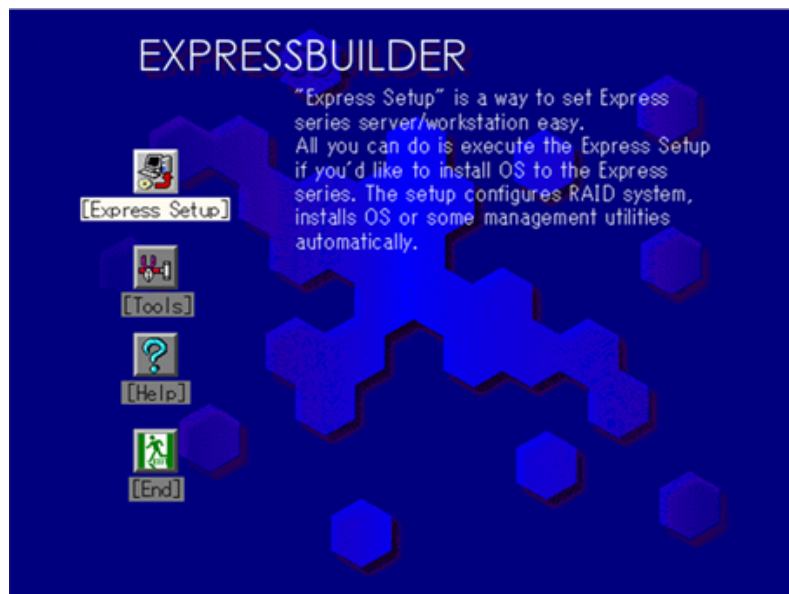 EXPRESSBUILDER
"Express Setup" is a way to set Express
series server/workstation easy.
All you can do is execute the Express Setup
if you'd like to install OS to the Express
series. The setup configures RAID system,
installs OS or some management utilities
automatically.
[Express Setup]
[Tools]
[Help]
[End]